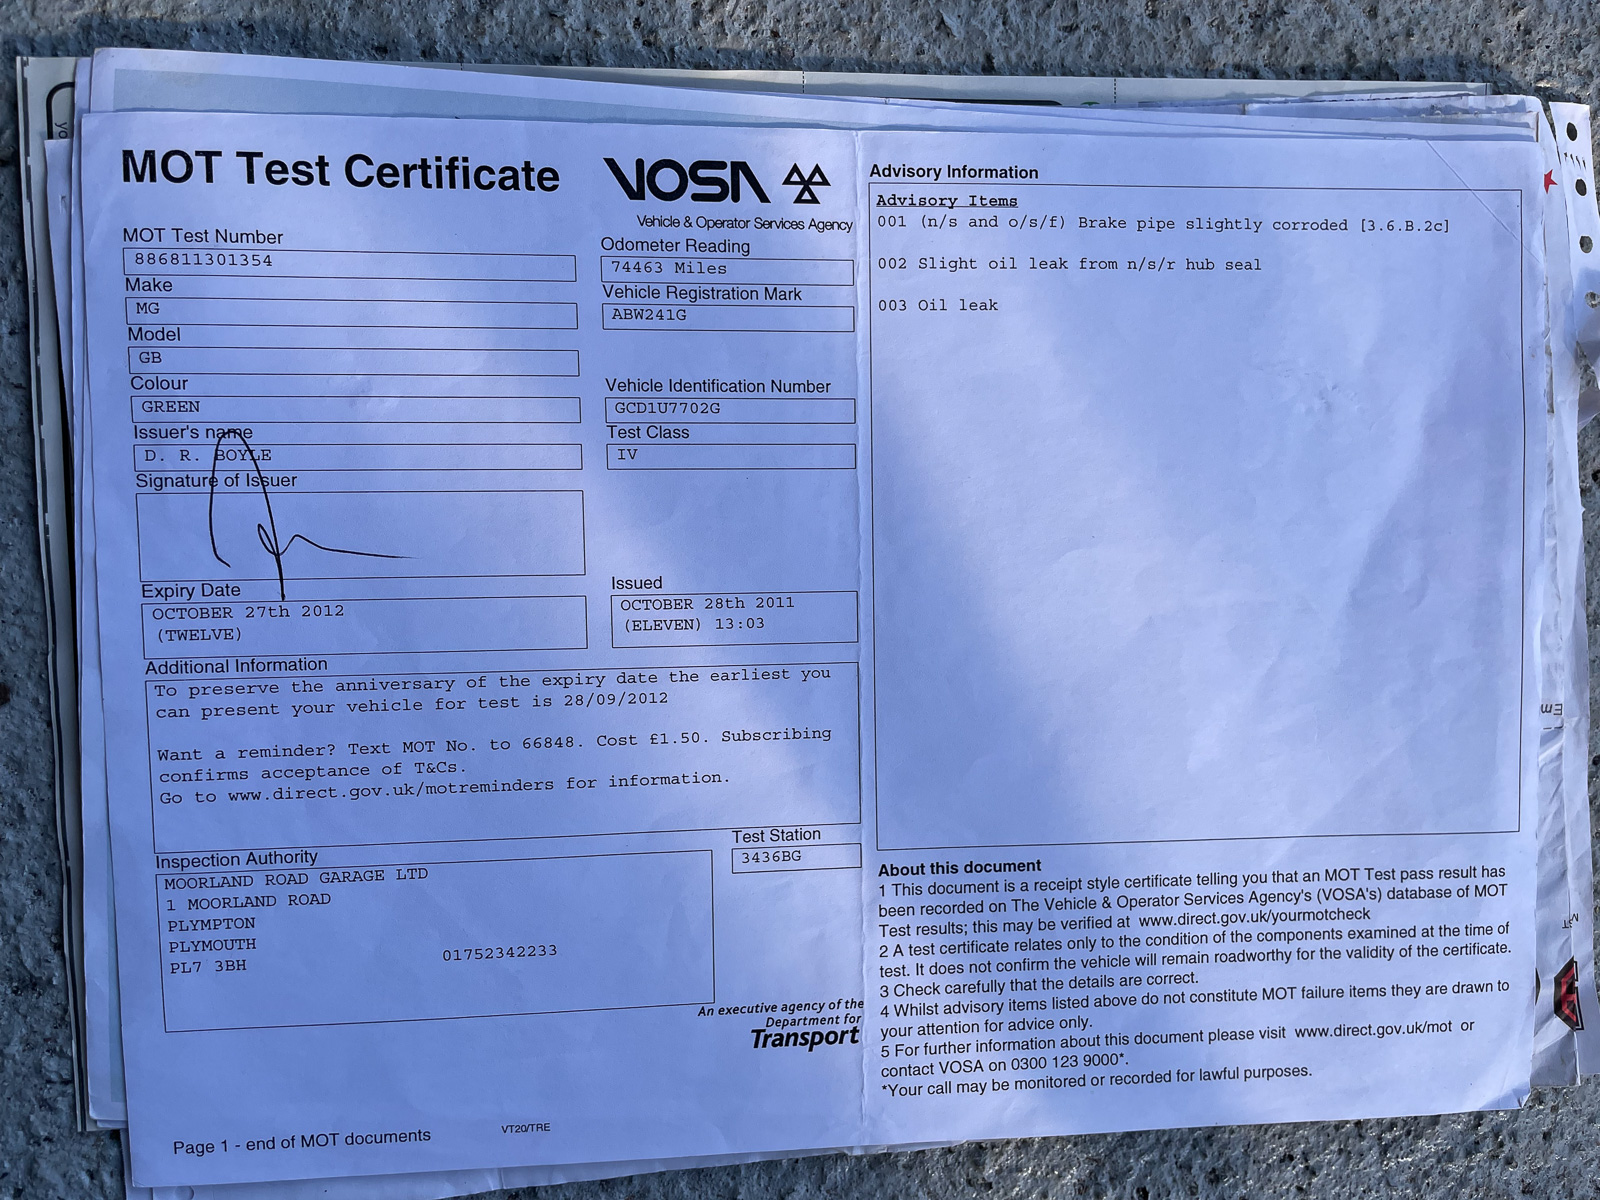 MOT Test Certificate
VOSA
Vehicle & Operator Services Agency
MOT Test Number
886811301354
Odometer Reading
74463 Miles
Make
MG
Vehicle Registration Mark
ABW241G
Model
GB
Colour
GREEN
Vehicle Identification Number
GCD1U7702G
Issuer's name
D. R. BOYLE
Test Class
IV
Signature of Issuer
Expiry Date
OCTOBER 27th 2012
(TWELVE)
Issued
OCTOBER 28th 2011
(ELEVEN) 13:03
Additional Information
To preserve the anniversary of the expiry date the earliest you
can present your vehicle for test is 28/09/2012
Want a reminder? Text MOT No. to 66848. Cost £1.50. Subscribing
confirms acceptance of T&Cs.
Go to www.direct.gov.uk/motreminders for information.
Test Station
3436BG
Inspection Authority
MOORLAND ROAD GARAGE LTD
1 MOORLAND ROAD
PLYMPTON
PLYMOUTH
PL7 3BH
01752342233
An executive agency of the
Department for
Transport
Page 1 - end of MOT documents
VT20/TRE
Advisory Information
Advisory Items
001 (n/s and o/s/f) Brake pipe slightly corroded [3.6.B.2c]
002 Slight oil leak from n/s/r hub seal
003 Oil leak
About this document
1 This document is a receipt style certificate telling you that an MOT Test pass result has
been recorded on The Vehicle & Operator Services Agency's (VOSA's) database of MOT
Test results; this may be verified at www.direct.gov.uk/yourmotcheck
2 A test certificate relates only to the condition of the components examined at the time of
test. It does not confirm the vehicle will remain roadworthy for the validity of the certificate.
3 Check carefully that the details are correct.
4 Whilst advisory items listed above do not constitute MOT failure items they are drawn to
your attention for advice only.
5 For further information about this document please visit www.direct.gov.uk/mot or
contact VOSA on 0300 123 9000*.
*Your call may be monitored or recorded for lawful purposes.